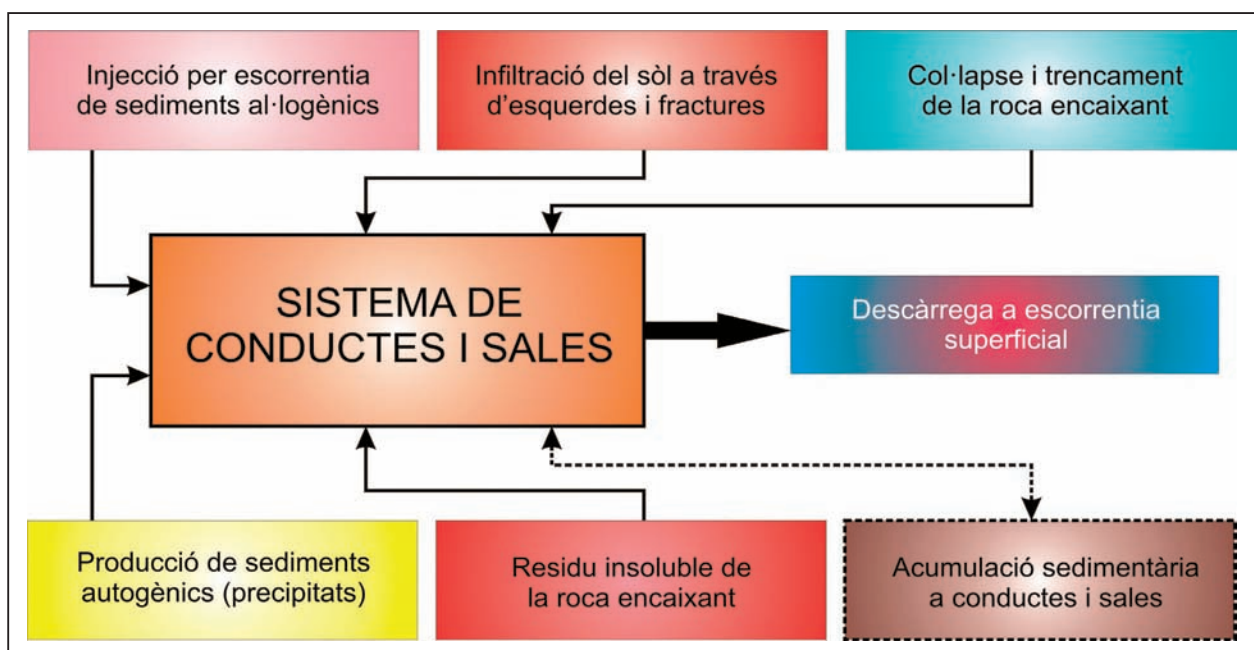 Injecció per escorrentia
de sediments al·logènics
Infiltració del sòl a través
d’esquerdes i fractures
Col·lapse i trencament
de la roca encaixant
SISTEMA DE
CONDUCTES I SALES
Descàrrega a escorrentia
superficial
Producció de sediments
autogènics (precipitats)
Residu insoluble de
la roca encaixant
Acumulació sedimentària
a conductes i sales